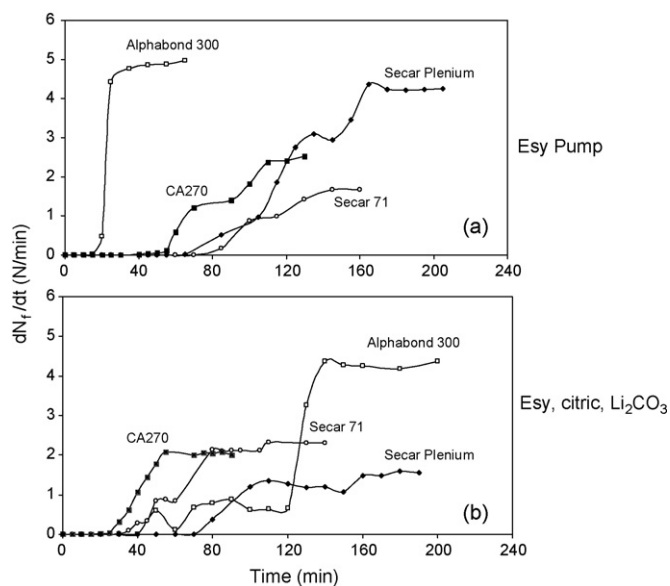 6
5
4
3
2
1
0
Alphabond 300
Secar Plenium
CA270
Secar 71
(a)
Esy Pump
0 40 80 120 160 200 240
dNf/dt (N/min)
6
5
4
3
2
1
0
Alphabond 300
CA270
Secar 71
Secar Plenium
(b)
Esy, citric, Li2CO3
0 40 80 120 160 200 240
Time (min)